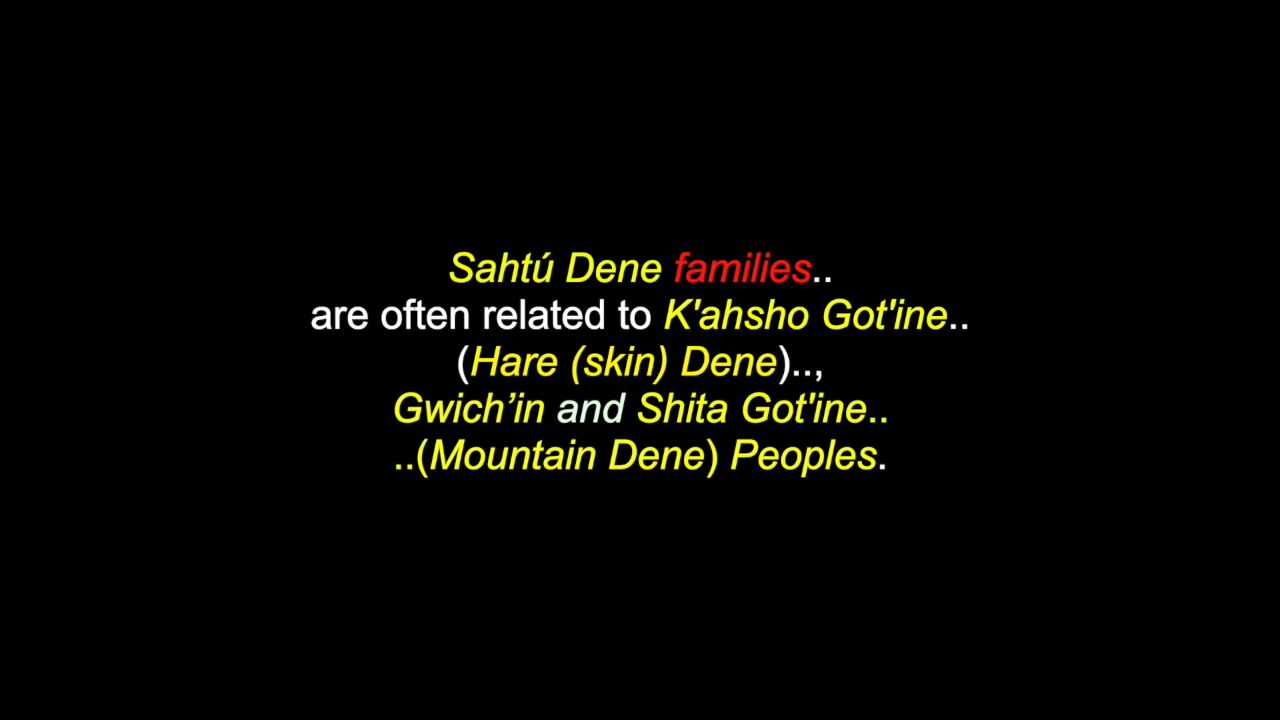 Sahtú Dene families..
are often related to K'ahsho Got'ine..
(Hare (skin) Dene)..,
Gwich’in and Shita Got'ine..
..(Mountain Dene) Peoples.